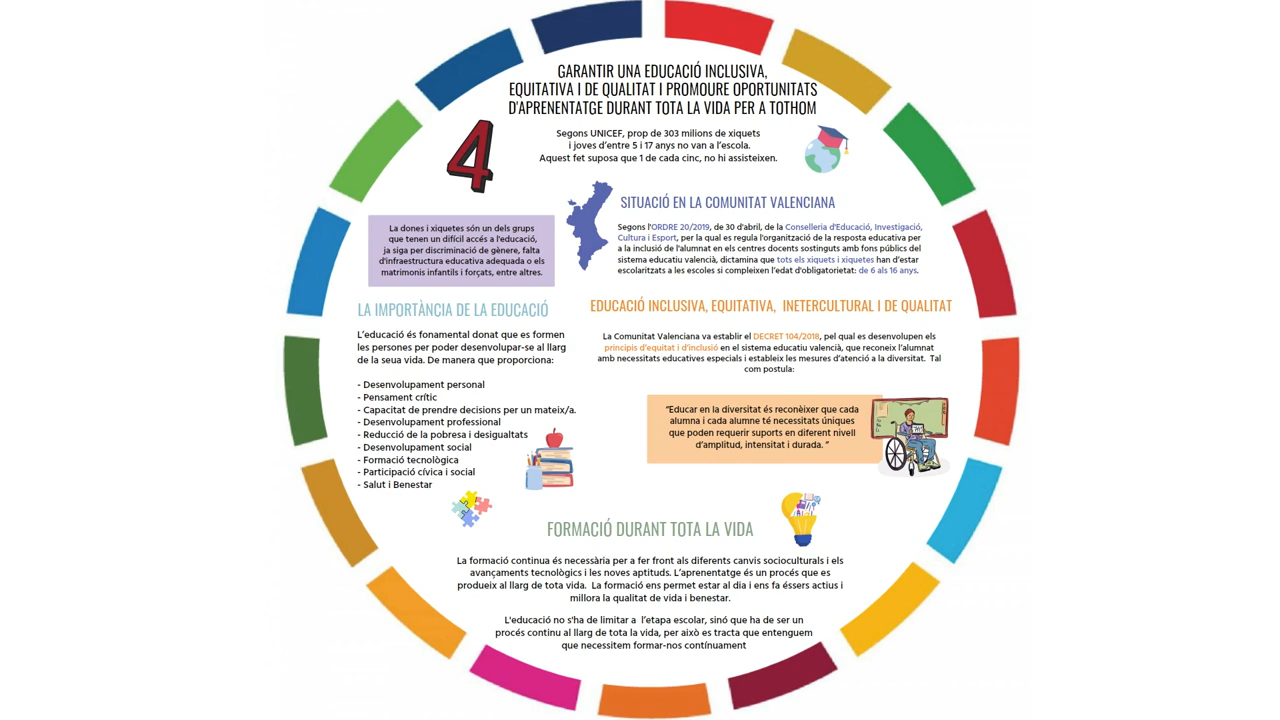 GARANTIR UNA EDUCACIÓ INCLUSIVA,
EQUITATIVA I DE QUALITAT I PROMOURE OPORTUNITATS
D'APRENENTATGE DURANT TOTA LA VIDA PER A TOTHOM
4
Segons UNICEF, prop de 303 milions de xiquets
i joves d'entre 5 i 17 anys no van a l'escola.
Aquest fet suposa que 1 de cada cinc, no hi assisteixen.
La dones i xiquetes són un dels grups
que tenen un difícil accés a l'educació,
ja siga per discriminació de gènere, falta
d'infraestructura educativa adequada o els
matrimonis infantils i forçats, entre altres.
SITUACIÓ EN LA COMUNITAT VALENCIANA
Segons l'ORDRE 20/2019, de 30 d'abril, de la Conselleria d'Educació, Investigació,
Cultura i Esport, per la qual es regula l'organització de la resposta educativa per
a la inclusió de l'alumnat en els centres docents sostinguts amb fons públics del
sistema educatiu valencià, dictamina que tots els xiquets i xiquetes han d'estar
escolaritzats a les escoles si compleixen l'edat d'obligatorietat: de 6 als 16 anys.
LA IMPORTÀNCIA DE LA EDUCACIÓ
L'educació és fonamental donat que es formen
les persones per poder desenvolupar-se al llarg
de la seua vida. De manera que proporciona:
- Desenvolupament personal
- Pensament crític
- Capacitat de prendre decisions per un mateix/a.
- Desenvolupament professional
- Reducció de la pobresa i desigualtats
- Desenvolupament social
- Formació tecnològica
- Participació cívica i social
- Salut i Benestar
EDUCACIÓ INCLUSIVA, EQUITATIVA, INETERCULTURAL I DE QUALITAT
La Comunitat Valenciana va establir el DECRET 104/2018, pel qual es desenvolupen els
principis d'equitat i d'inclusió en el sistema educatiu valencià, que reconeix l'alumnat
amb necessitats educatives especials i estableix les mesures d'atenció a la diversitat. Tal
com postula:
"Educar en la diversitat és reconèixer que cada
alumna i cada alumne té necessitats úniques
que poden requerir suports en diferent nivell
d'amplitud, intensitat i durada. "
FORMACIÓ DURANT TOTA LA VIDA
La formació continua és necessària per a fer front als diferents canvis socioculturals i els
avançaments tecnològics i les noves aptituds. L'aprenentatge és un procés que es
produeix al llarg de tota vida. La formació ens permet estar al dia i ens fa éssers actius i
millora la qualitat de vida i benestar.
L'educació no s'ha de limitar a l'etapa escolar, sinó que ha de ser un
procés continu al llarg de tota la vida, per això es tracta que entenguem
que necessitem formar-nos contínuament